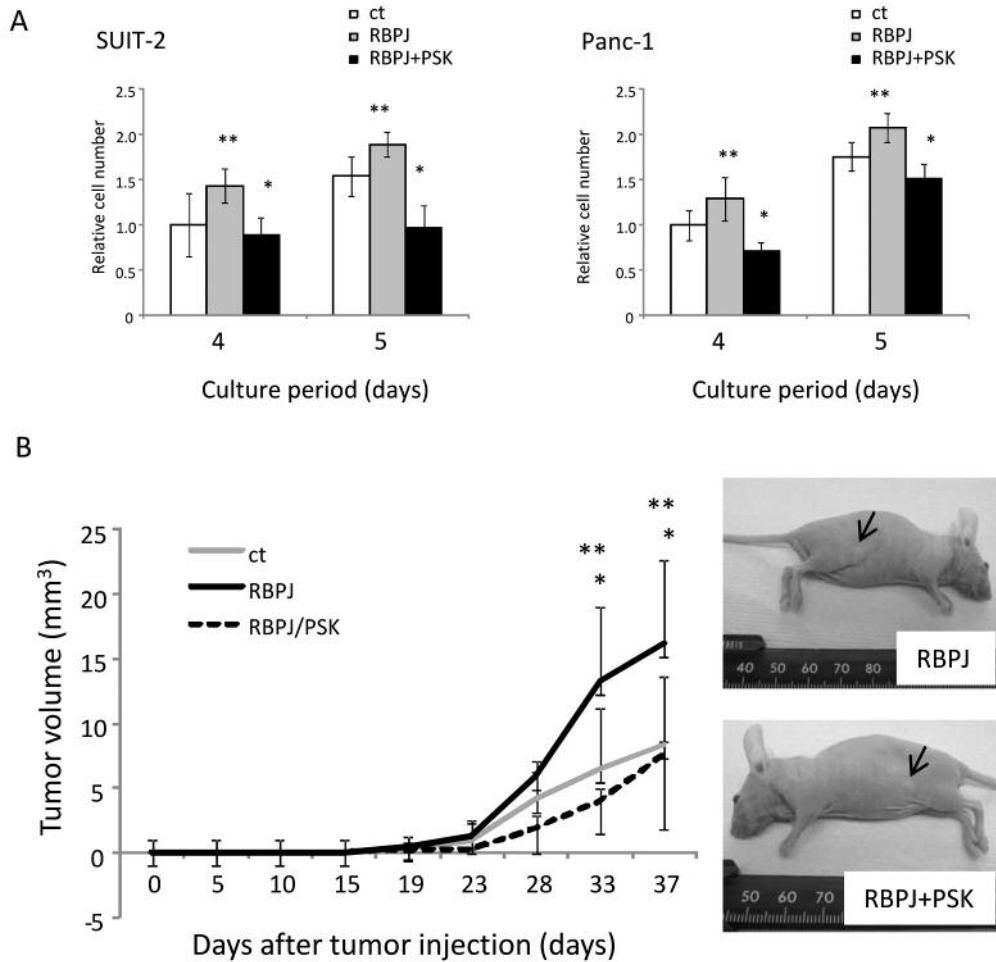 A
SUIT-2
ct
RBPJ
RBPJ+PSK
Relative cell number
2.5
2.0
1.5
1.0
0.5
0
**
*
**
*
4
5
Culture period (days)
Panc-1
ct
RBPJ
RBPJ+PSK
Relative cell number
2.5
2.0
1.5
1.0
0.5
0
**
*
**
*
4
5
Culture period (days)
B
Tumor volume (mm³)
25
20
15
10
5
0
-5
ct
RBPJ
RBPJ/PSK
**
*
**
*
0 5 10 15 19 23 28 33 37
Days after tumor injection (days)
40 50 60 70 80
RBPJ
50 60 70
RBPJ+PSK